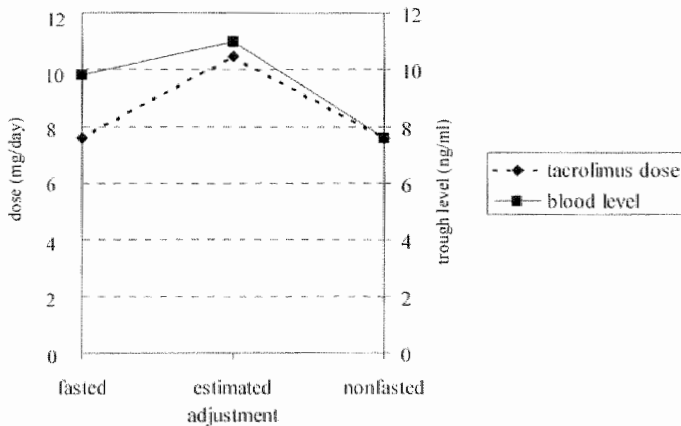 12
10
8
6
4
2
0
dose (mg/day)
12
10
8
6
4
2
0
trough level (ng/ml)
fasted
estimated
adjustment
nonfasted
tacrolimus dose
blood level